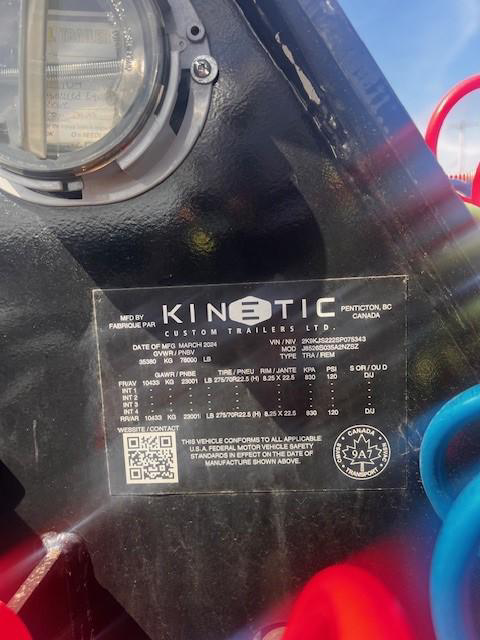 MFD BY
FABRIQUE PAR
KINETIC
CUSTOM TRAILERS LTD.
PENTICTON, BC
CANADA
DATE OF MFG MARCH 2024
GVWR / PNBV
35380 KG 78000 LB
VIN / NIV 2K9KJS222SP075343
MOD J8526S035A2NZSZ
TYPE TRA / REM
GAWR / PNBE TIRE / PNEU RIM / JANTE KPA PSI S OR / OU D
FR/AV 10433 KG 23001 LB 275/70R22.5 (H) 8.25 X 22.5 830 120 D/J
INT 1
INT 2
INT 3
INT 4
RR/AR 10433 KG 23001 LB 275/70R22.5 (H) 8.25 X 22.5 830 120 D/J
WEBSITE / CONTACT
THIS VEHICLE CONFORMS TO ALL APPLICABLE
U.S.A. FEDERAL MOTOR VEHICLE SAFETY
STANDARDS IN EFFECT ON THE DATE OF
MANUFACTURE SHOWN ABOVE.
CANADA
9A7
TRANSPORT